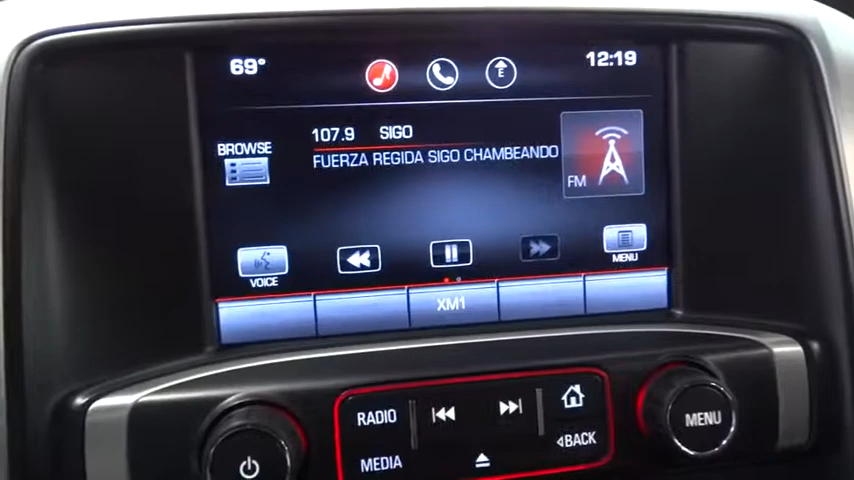 69°
E
12:19
BROWSE
107.9 SIGO
FUERZA REGIDA SIGO CHAMBEANDO
FM
VOICE
MENU
XM1
RADIO
MENU
MEDIA
BACK